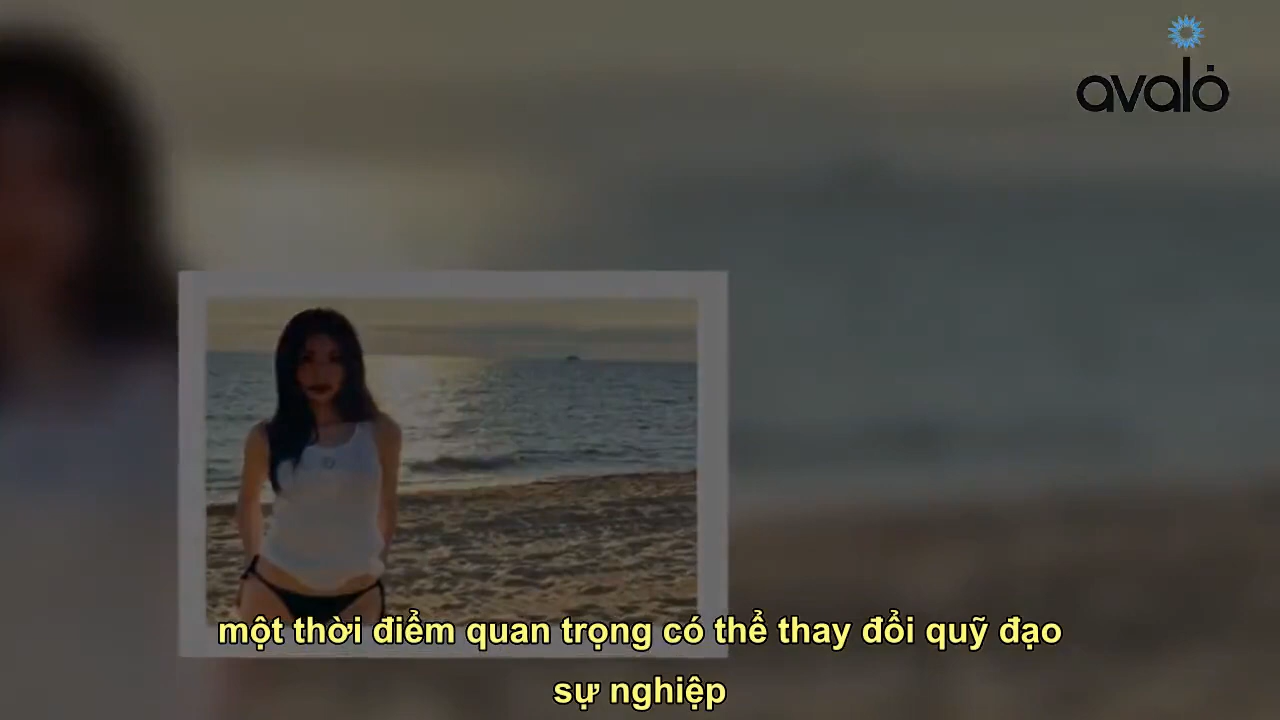 avalò
một thời điểm quan trọng có thể thay đổi quỹ đạo
sự nghiệp